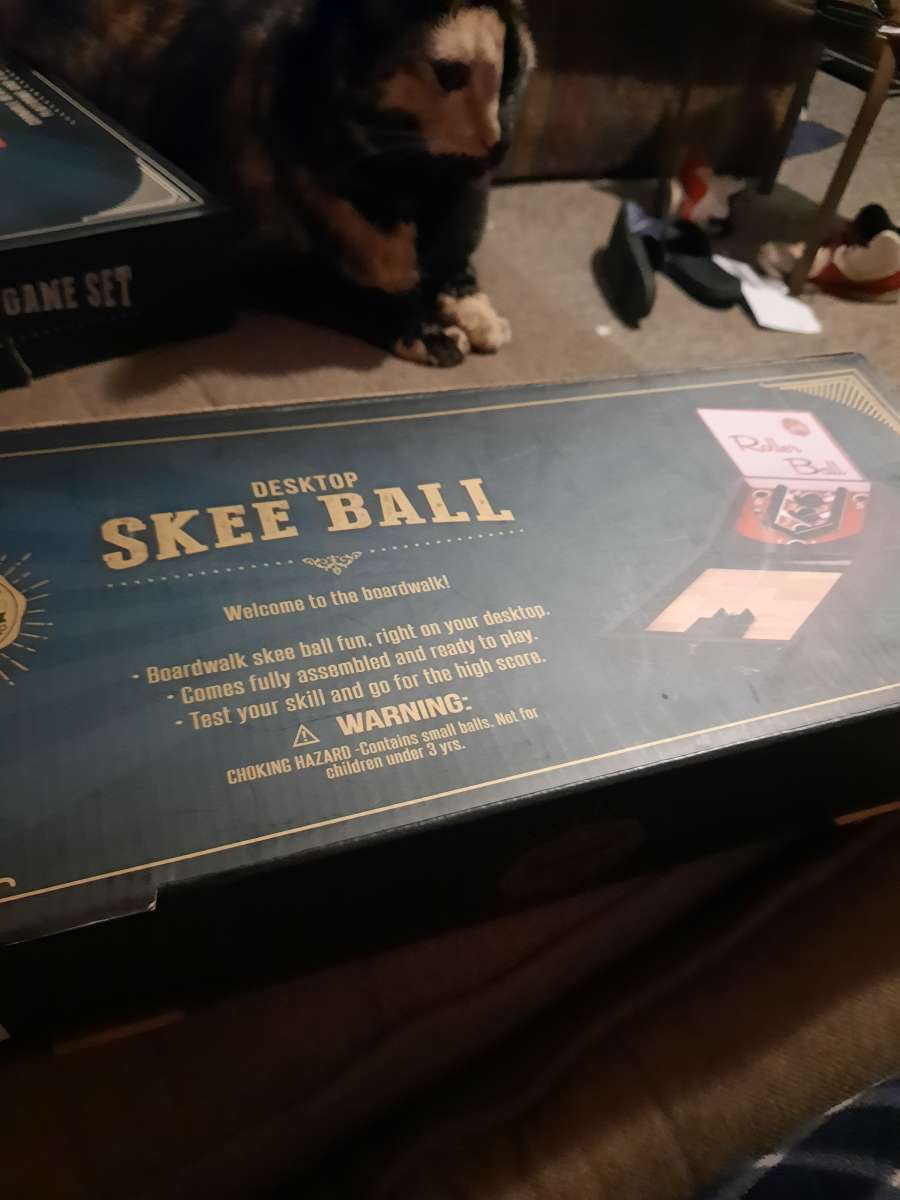 GAME SET
DESKTOP
SKEE BALL
Welcome to the boardwalk!
• Boardwalk skee ball fun, right on your desktop.
• Comes fully assembled and ready to play.
• Test your skill and go for the high score.
⚠ WARNING:
CHOKING HAZARD -Contains small balls. Not for
children under 3 yrs.
Roller
Ball